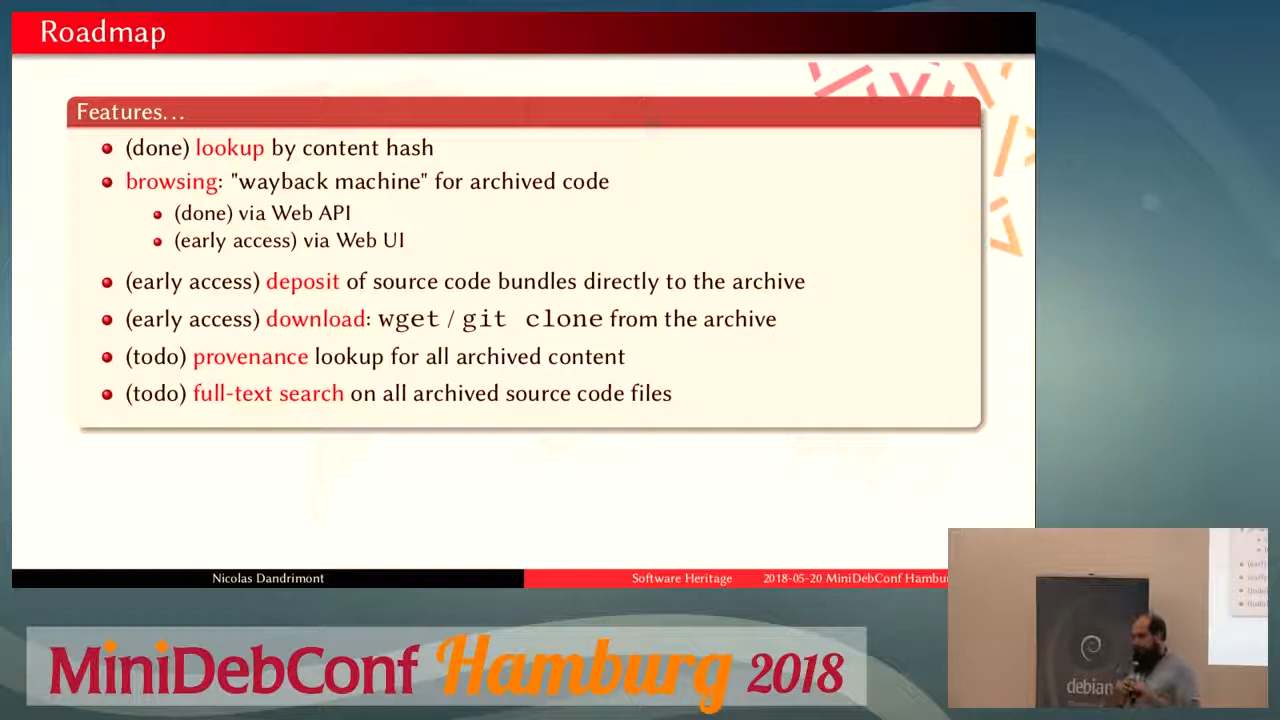 Roadmap
Features...
(done) lookup by content hash
browsing: "wayback machine" for archived code
(done) via Web API
(early access) via Web UI
(early access) deposit of source code bundles directly to the archive
(early access) download: wget / git clone from the archive
(todo) provenance lookup for all archived content
(todo) full-text search on all archived source code files
Nicolas Dandrimont
Software Heritage
2018-05-20 MiniDebConf Hambur
debian
MiniDebConf Hamburg 2018